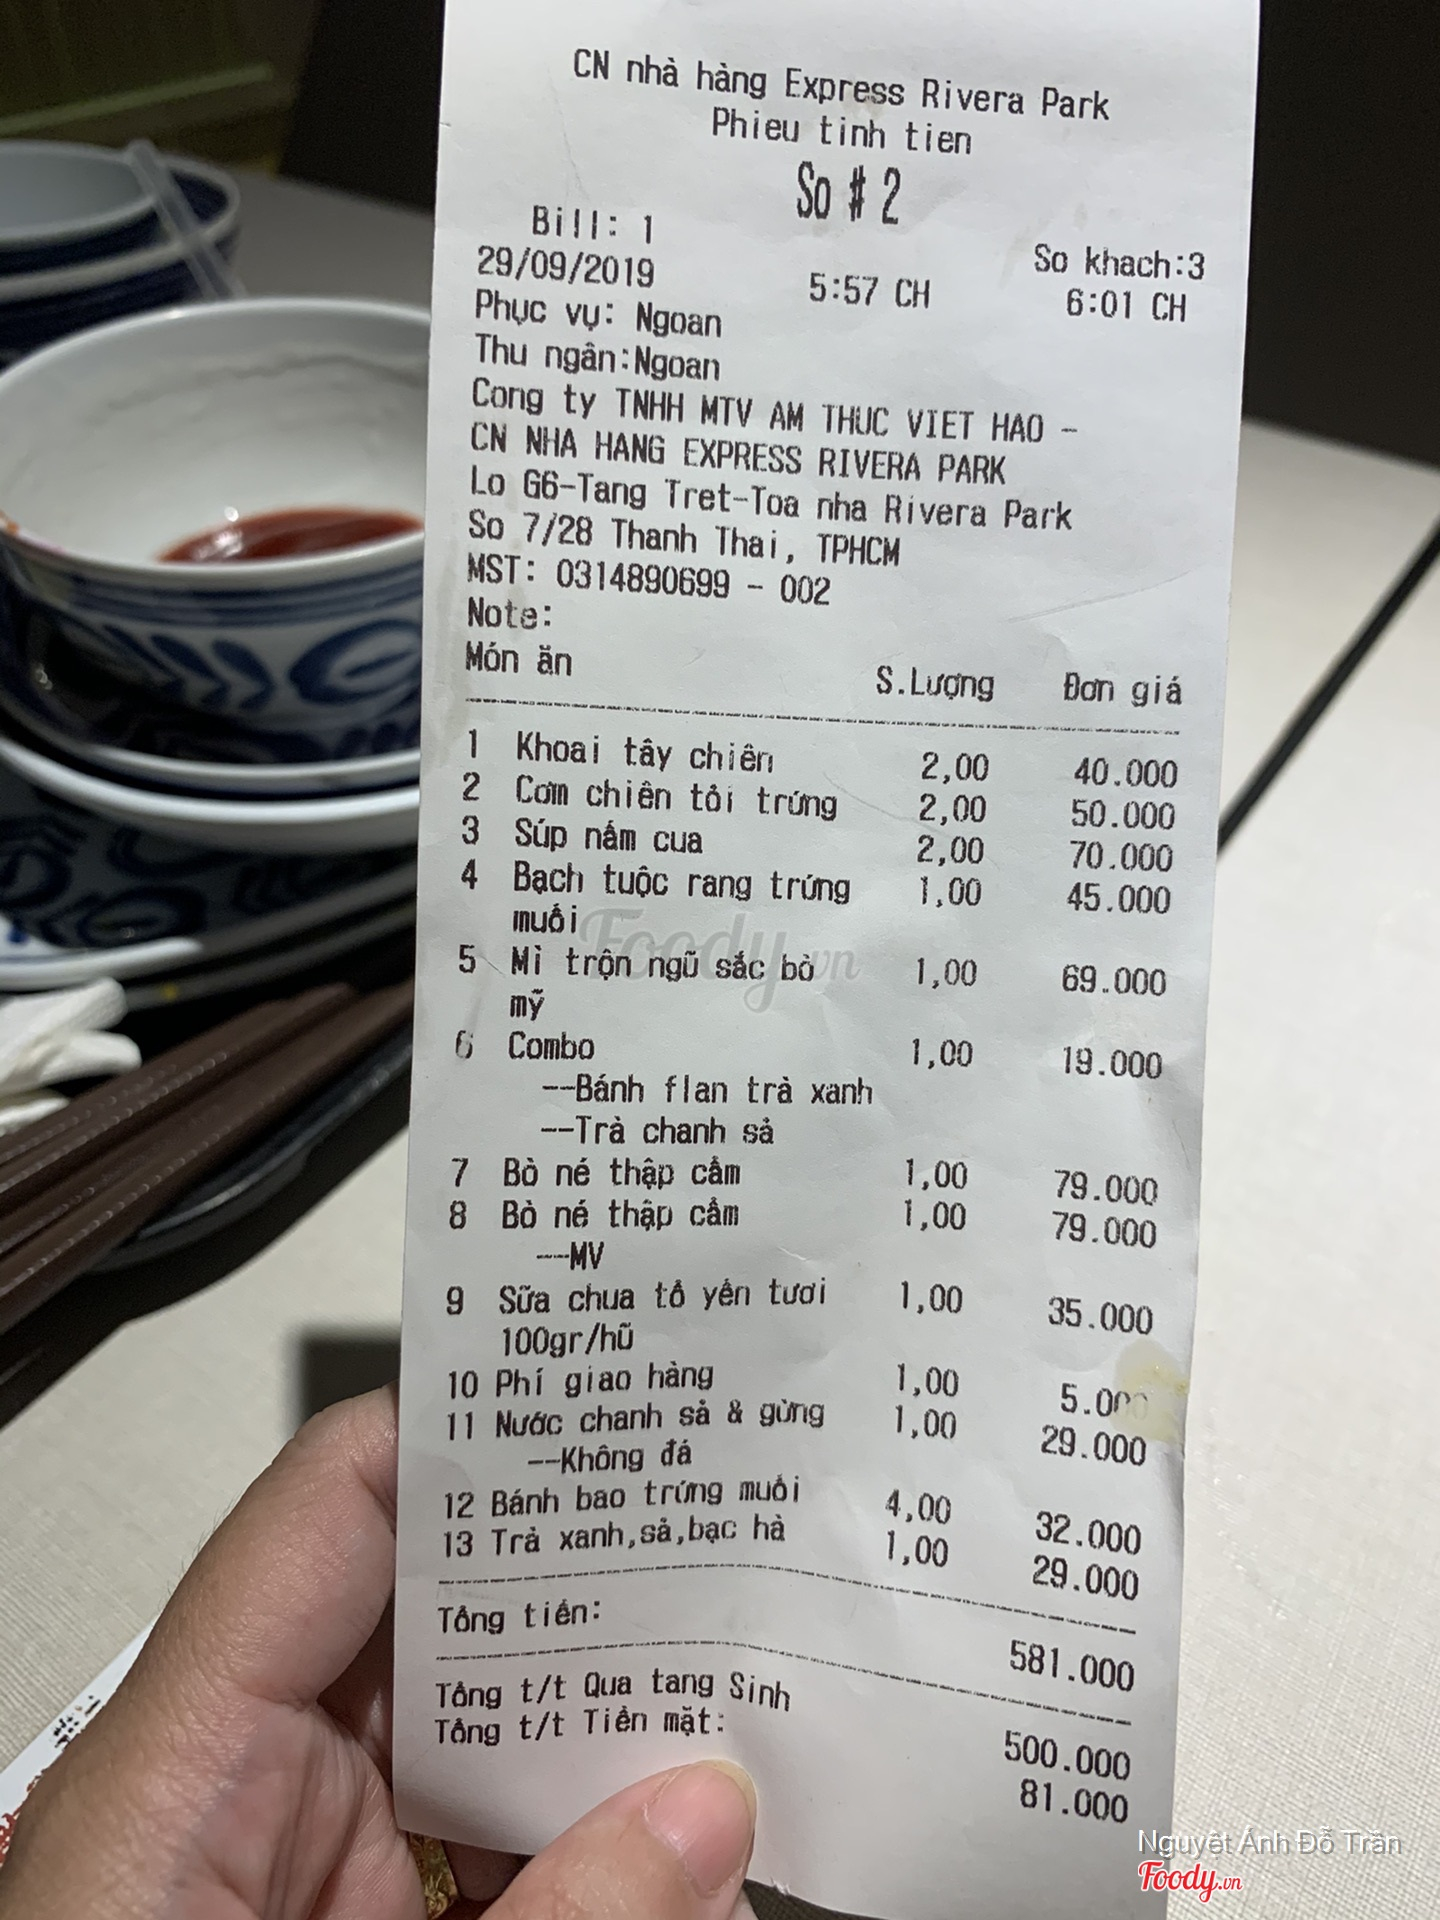 CN nhà hàng Express Rivera Park
Phieu tinh tien
So # 2
Bill: 1 So khach:3
29/09/2019 5:57 CH 6:01 CH
Phục vụ: Ngoan
Thu ngân:Ngoan
Cong ty TNHH MTV AM THUC VIET HAO -
CN NHA HANG EXPRESS RIVERA PARK
Lo G6-Tang Tret-Toa nha Rivera Park
So 7/28 Thanh Thai, TPHCM
MST: 0314890699 - 002
Note:
Món ăn S.Lượng Đơn giá
1 Khoai tây chiên 2,00 40.000
2 Cơm chiên tỏi trứng 2,00 50.000
3 Súp nấm cua 2,00 70.000
4 Bạch tuộc rang trứng 1,00 45.000
muối
5 Mì trộn ngũ sắc bò 1,00 69.000
mỹ
6 Combo 1,00 19.000
--Bánh flan trà xanh
--Trà chanh sả
7 Bò né thập cẩm 1,00 79.000
8 Bò né thập cẩm 1,00 79.000
---MV
9 Sữa chua tổ yến tươi 1,00 35.000
100gr/hũ
10 Phí giao hàng 1,00 5.000
11 Nước chanh sả & gừng 1,00 29.000
--Không đá
12 Bánh bao trứng muối 4,00 32.000
13 Trà xanh,sả,bạc hà 1,00 29.000
Tổng tiền: 581.000
Tổng t/t Qua tang Sinh 500.000
Tổng t/t Tiền mặt: 81.000
Foody.vn
Nguyệt Ánh Đỗ Trần
Foody.vn